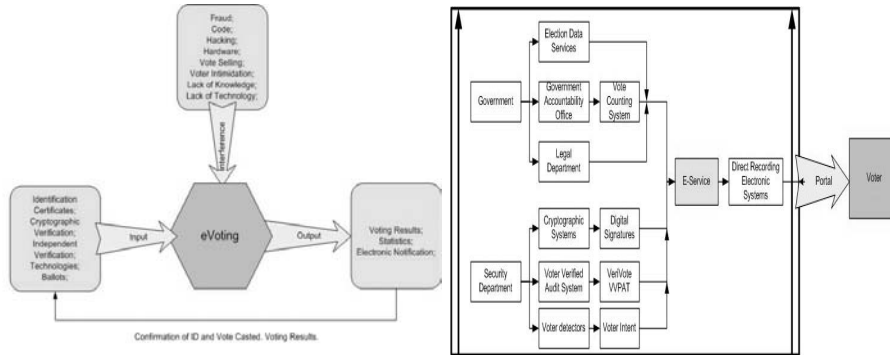 Fraud;
Code;
Hacking;
Hardware;
Vote Selling;
Voter Intimidation;
Lack of Knowledge;
Lack of Technology;
Interference
Identification
Certificates;
Cryptographic
Verification;
Independent
Verification;
Technologies;
Ballots;
Input
eVoting
Output
Voting Results;
Statistics;
Electronic Notification;
Confirmation of ID and Vote Casted. Voting Results.
Government
Election Data
Services
Government
Accountability
Office
Vote
Counting
System
Legal
Department
Security
Department
Cryptographic
Systems
Digital
Signatures
Voter Verified
Audit System
VeriVote
VVPAT
Voter detectors
Voter Intent
E-Service
Direct Recording
Electronic
Systems
Portal
Voter